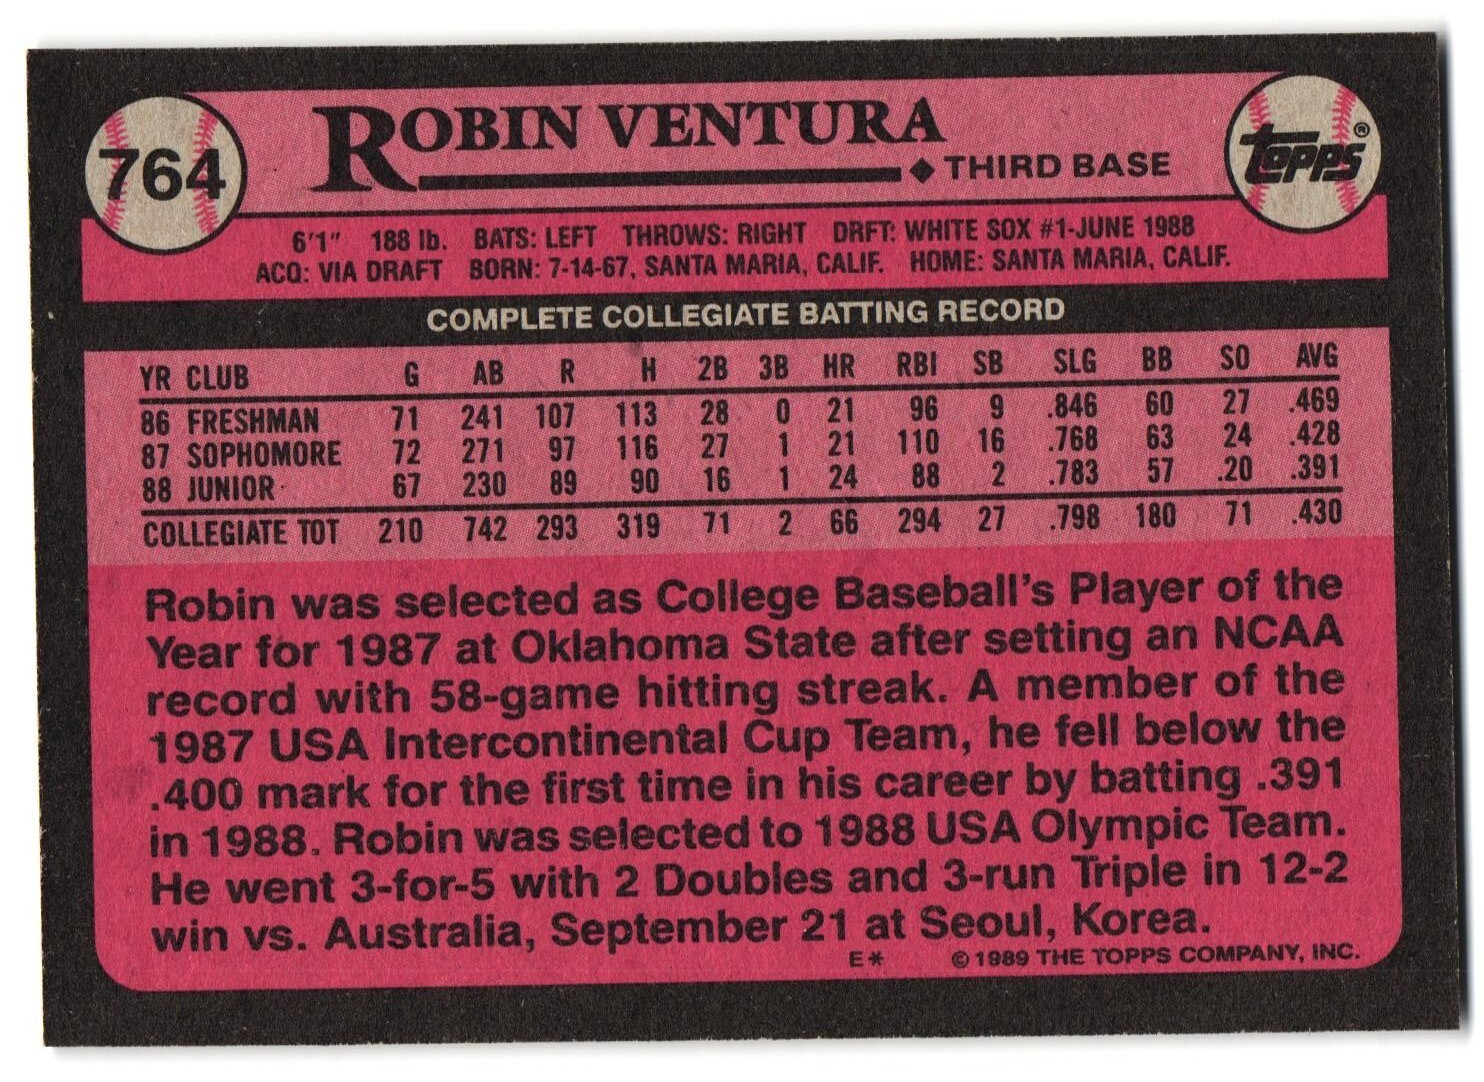 764
ROBIN VENTURA
◆ THIRD BASE
topps®
6'1" 188 lb. BATS: LEFT THROWS: RIGHT DRFT: WHITE SOX #1-JUNE 1988
ACQ: VIA DRAFT BORN: 7-14-67, SANTA MARIA, CALIF. HOME: SANTA MARIA, CALIF.
COMPLETE COLLEGIATE BATTING RECORD
YR CLUB G AB R H 2B 3B HR RBI SB SLG BB SO AVG
86 FRESHMAN 71 241 107 113 28 0 21 96 9 .846 60 27 .469
87 SOPHOMORE 72 271 97 116 27 1 21 110 16 .768 63 24 .428
88 JUNIOR 67 230 89 90 16 1 24 88 2 .783 57 .20 .391
COLLEGIATE TOT 210 742 293 319 71 2 66 294 27 .798 180 71 .430
Robin was selected as College Baseball's Player of the
Year for 1987 at Oklahoma State after setting an NCAA
record with 58-game hitting streak. A member of the
1987 USA Intercontinental Cup Team, he fell below the
.400 mark for the first time in his career by batting .391
in 1988. Robin was selected to 1988 USA Olympic Team.
He went 3-for-5 with 2 Doubles and 3-run Triple in 12-2
win vs. Australia, September 21 at Seoul, Korea.
E* © 1989 THE TOPPS COMPANY, INC.